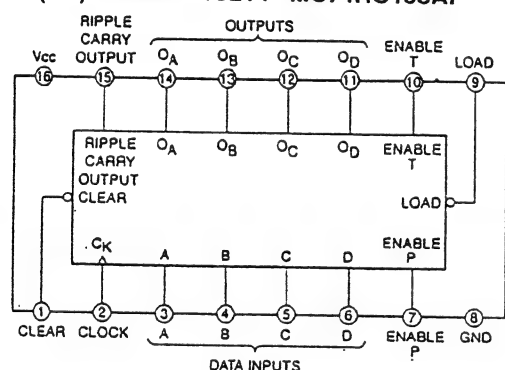 RIPPLE CARRY OUTPUT
OUTPUTS
Vcc OA OB OC OD ENABLE T LOAD
16 15 14 13 12 11 10 9
RIPPLE CARRY OUTPUT OA OB OC OD ENABLE T
CLEAR LOAD
CK A B C D ENABLE P
1 2 3 4 5 6 7 8
CLEAR CLOCK A B C D ENABLE P GND
DATA INPUTS